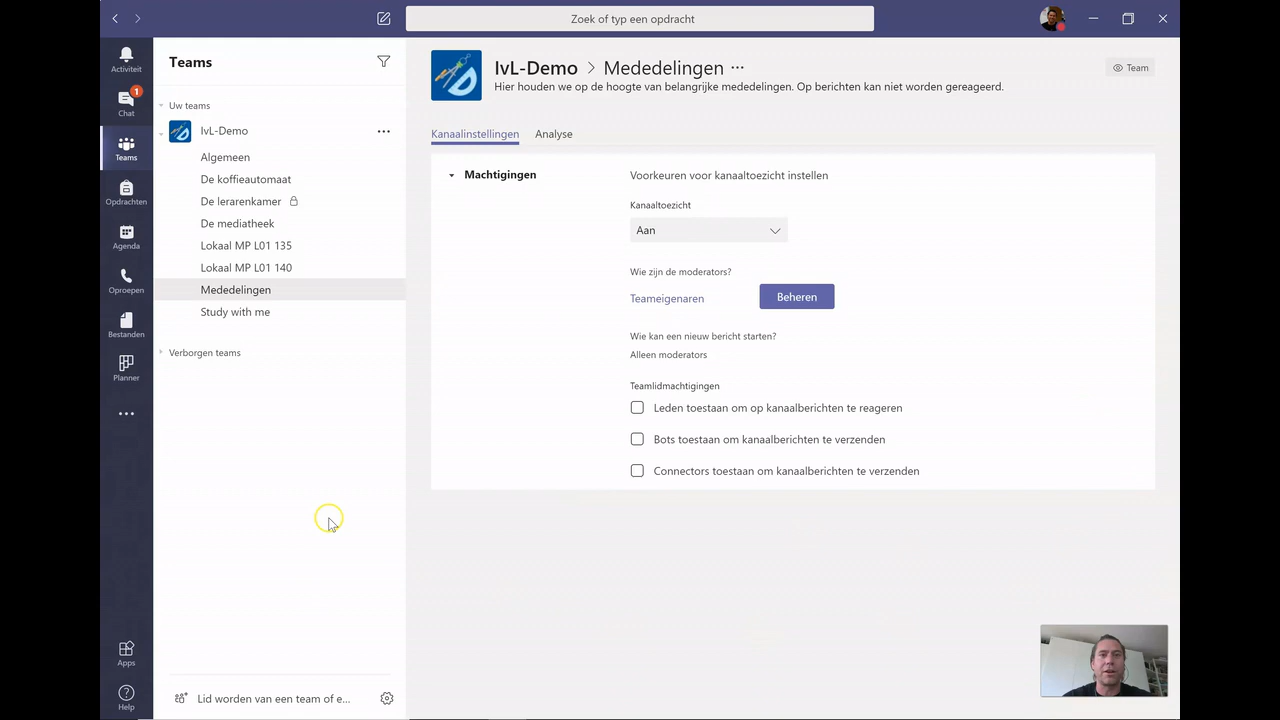 Zoek of typ een opdracht
Activiteit
1
Chat
Teams
Opdrachten
Agenda
Oproepen
Bestanden
Planner
Apps
Help
Teams
Uw teams
IvL-Demo
Algemeen
De koffieautomaat
De lerarenkamer
De mediatheek
Lokaal MP L01 135
Lokaal MP L01 140
Mededelingen
Study with me
Verborgen teams
Lid worden van een team of e...
IvL-Demo > Mededelingen ...
Team
Hier houden we op de hoogte van belangrijke mededelingen. Op berichten kan niet worden gereageerd.
Kanaalinstellingen Analyse
Machtigingen
Voorkeuren voor kanaaltoezicht instellen
Kanaaltoezicht
Aan
Wie zijn de moderators?
Teameigenaren
Beheren
Wie kan een nieuw bericht starten?
Alleen moderators
Teamlidmachtigingen
Leden toestaan om op kanaalberichten te reageren
Bots toestaan om kanaalberichten te verzenden
Connectors toestaan om kanaalberichten te verzenden